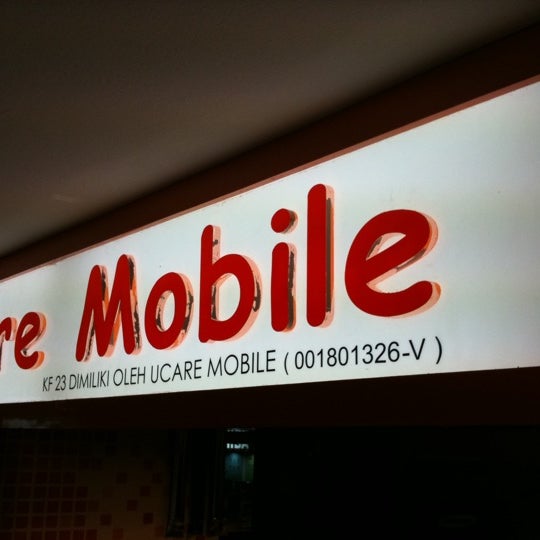 re Mobile
KF 23 DIMILIKI OLEH UCARE MOBILE ( 001801326-V )